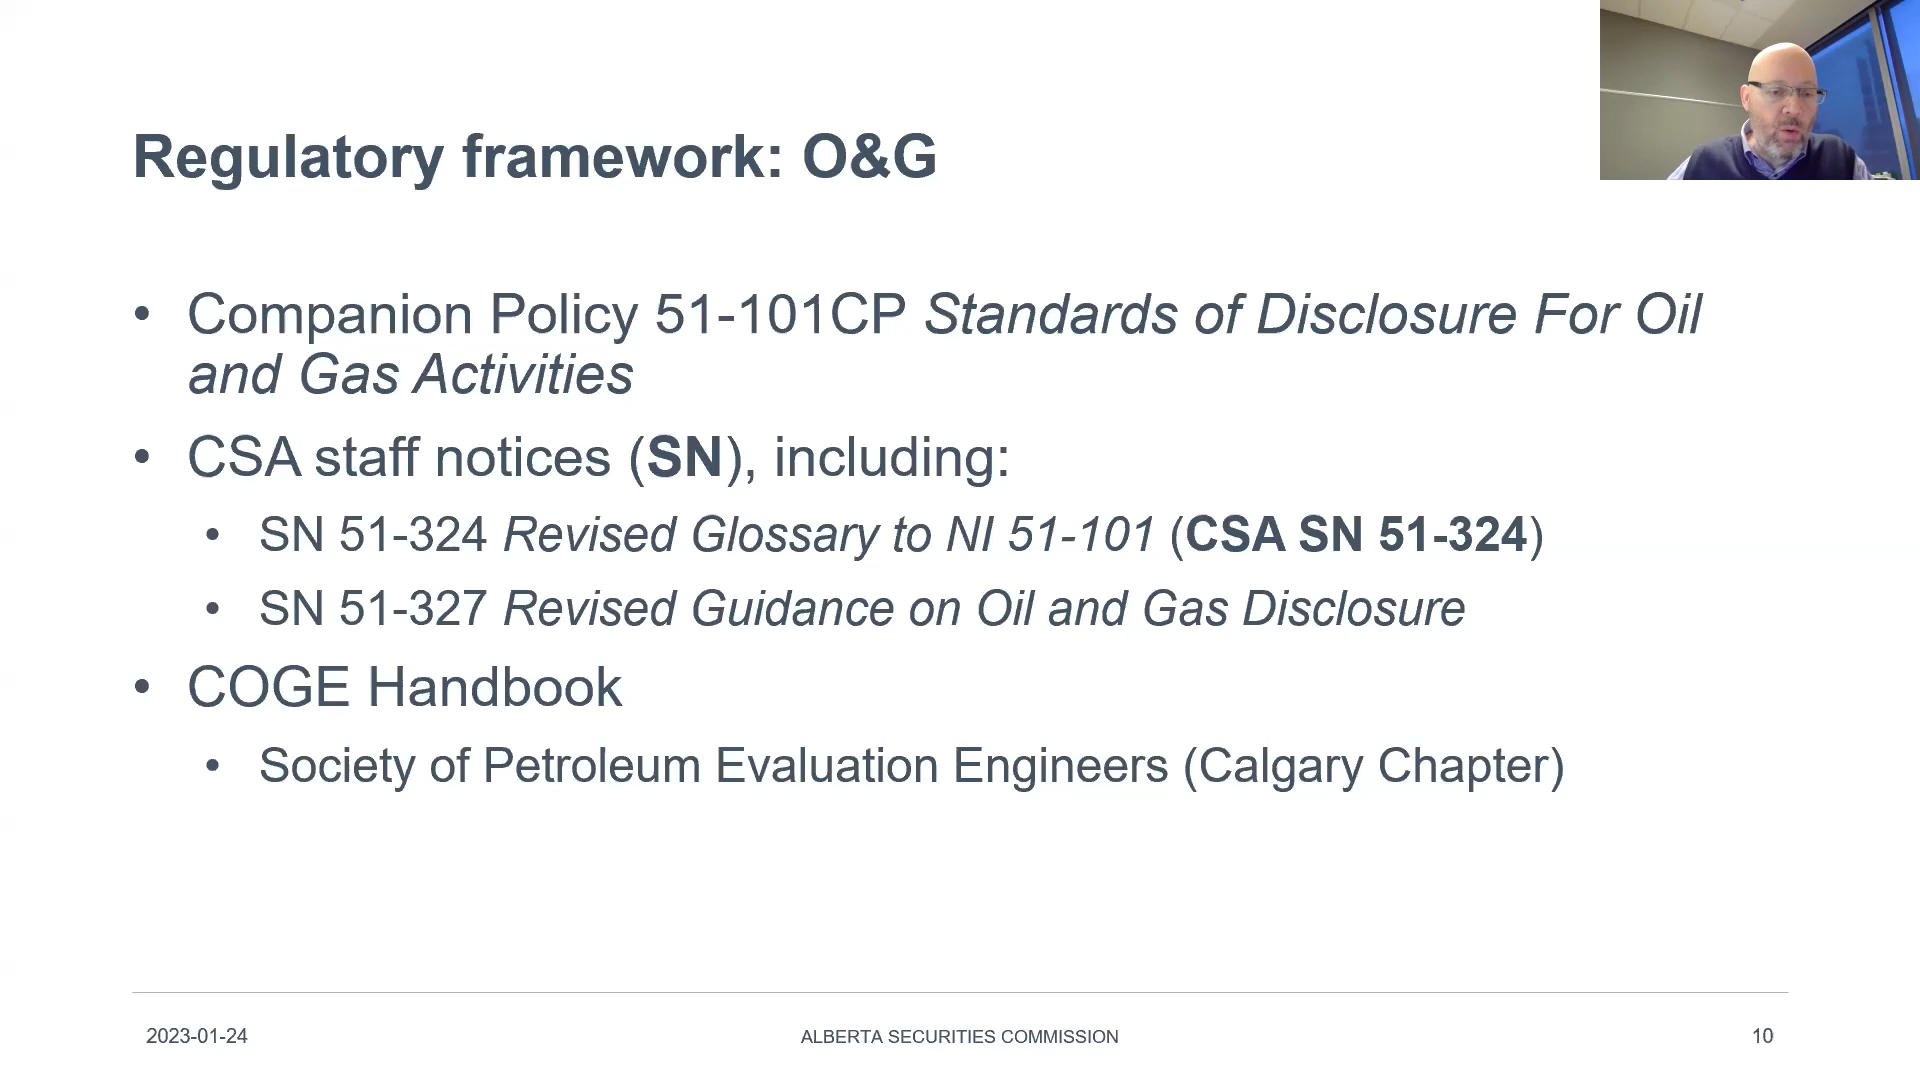 Regulatory framework: O&G
• Companion Policy 51-101CP Standards of Disclosure For Oil
and Gas Activities
• CSA staff notices (SN), including:
• SN 51-324 Revised Glossary to NI 51-101 (CSA SN 51-324)
• SN 51-327 Revised Guidance on Oil and Gas Disclosure
• COGE Handbook
• Society of Petroleum Evaluation Engineers (Calgary Chapter)
2023-01-24
ALBERTA SECURITIES COMMISSION
10